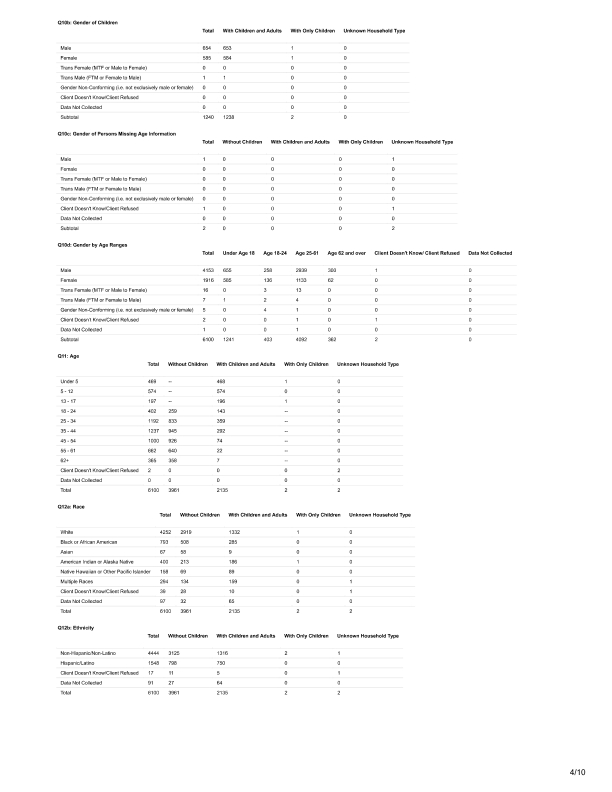 Q10b: Gender of Children
Total With Children and Adults With Only Children Unknown Household Type
Male 654 653 1 0
Female 585 584 1 0
Trans Female (MTF or Male to Female) 0 0 0 0
Trans Male (FTM or Female to Male) 1 1 0 0
Gender Non-Conforming (i.e. not exclusively male or female) 0 0 0 0
Client Doesn't Know/Client Refused 0 0 0 0
Data Not Collected 0 0 0 0
Subtotal 1240 1238 2 0
Q10c: Gender of Persons Missing Age Information
Total Without Children With Children and Adults With Only Children Unknown Household Type
Male 1 0 0 0 1
Female 0 0 0 0 0
Trans Female (MTF or Male to Female) 0 0 0 0 0
Trans Male (FTM or Female to Male) 0 0 0 0 0
Gender Non-Conforming (i.e. not exclusively male or female) 0 0 0 0 0
Client Doesn't Know/Client Refused 1 0 0 0 1
Data Not Collected 0 0 0 0 0
Subtotal 2 0 0 0 2
Q10d: Gender by Age Ranges
Total Under Age 18 Age 18-24 Age 25-61 Age 62 and over Client Doesn't Know/ Client Refused Data Not Collected
Male 4153 655 258 2939 300 1 0
Female 1916 585 136 1133 62 0 0
Trans Female (MTF or Male to Female) 16 0 3 13 0 0 0
Trans Male (FTM or Female to Male) 7 1 2 4 0 0 0
Gender Non-Conforming (i.e. not exclusively male or female) 5 0 4 1 0 0 0
Client Doesn't Know/Client Refused 2 0 0 1 0 1 0
Data Not Collected 1 0 0 1 0 0 0
Subtotal 6100 1241 403 4092 362 2 0
Q11: Age
Total Without Children With Children and Adults With Only Children Unknown Household Type
Under 5 469 -- 468 1 0
5 - 12 574 -- 574 0 0
13 - 17 197 -- 196 1 0
18 - 24 402 259 143 -- 0
25 - 34 1192 833 359 -- 0
35 - 44 1237 945 292 -- 0
45 - 54 1000 926 74 -- 0
55 - 61 662 640 22 -- 0
62+ 365 358 7 -- 0
Client Doesn't Know/Client Refused 2 0 0 0 2
Data Not Collected 0 0 0 0 0
Total 6100 3961 2135 2 2
Q12a: Race
Total Without Children With Children and Adults With Only Children Unknown Household Type
White 4252 2919 1332 1 0
Black or African American 793 508 285 0 0
Asian 67 58 9 0 0
American Indian or Alaska Native 400 213 186 1 0
Native Hawaiian or Other Pacific Islander 158 69 89 0 0
Multiple Races 294 134 159 0 1
Client Doesn't Know/Client Refused 39 28 10 0 1
Data Not Collected 97 32 65 0 0
Total 6100 3961 2135 2 2
Q12b: Ethnicity
Total Without Children With Children and Adults With Only Children Unknown Household Type
Non-Hispanic/Non-Latino 4444 3125 1316 2 1
Hispanic/Latino 1548 798 750 0 0
Client Doesn't Know/Client Refused 17 11 5 0 1
Data Not Collected 91 27 64 0 0
Total 6100 3961 2135 2 2
4/10